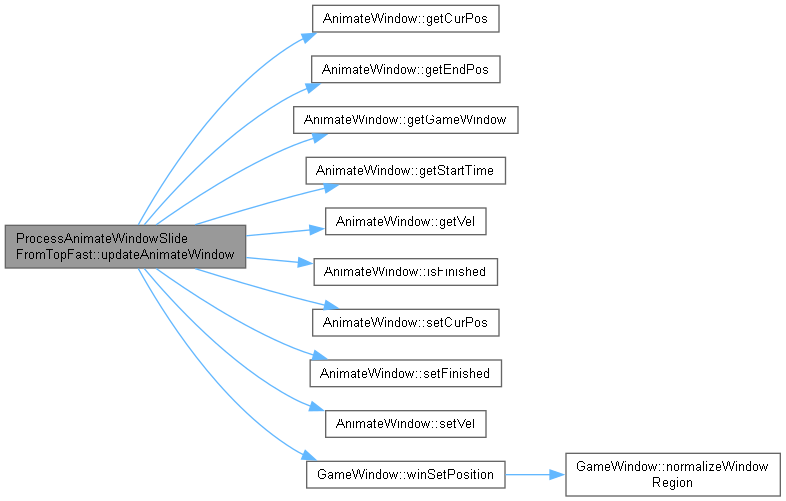 AnimateWindow::getCurPos
AnimateWindow::getEndPos
AnimateWindow::getGameWindow
AnimateWindow::getStartTime
ProcessAnimateWindowSlide
FromTopFast::updateAnimateWindow
AnimateWindow::getVel
AnimateWindow::isFinished
AnimateWindow::setCurPos
AnimateWindow::setFinished
AnimateWindow::setVel
GameWindow::winSetPosition
GameWindow::normalizeWindow
Region